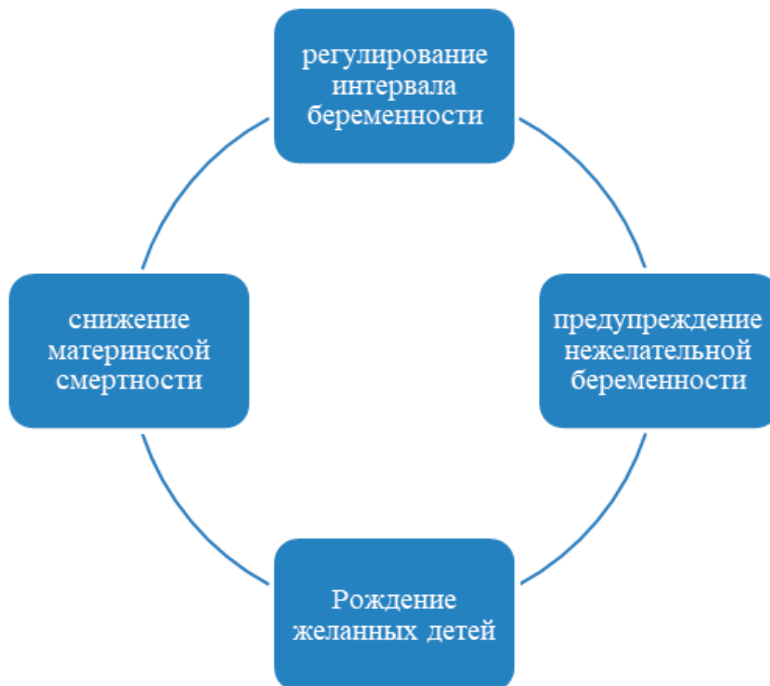 регулирование
интервала
беременности
снижение
материнской
смертности
предупреждение
нежелательной
беременности
Рождение
желанных детей